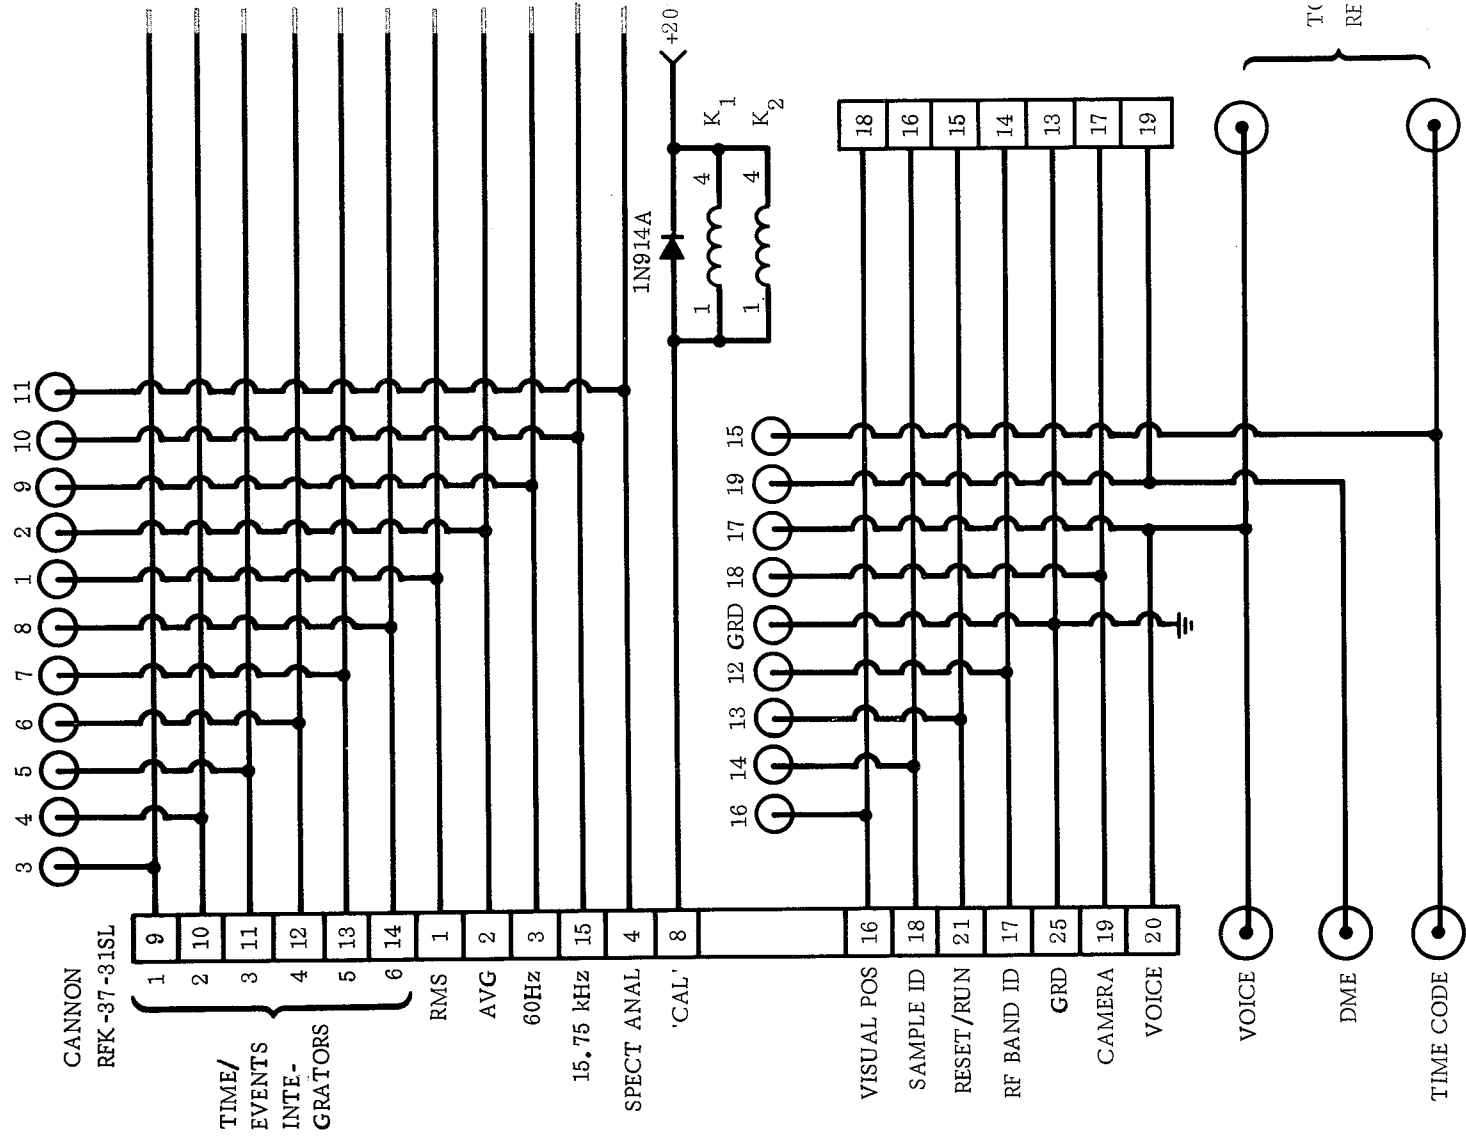 CANNON
RFK-37-31SL
3
4
5
6
7
8
1
2
9
10
11
9
10
11
12
13
14
1
2
3
15
4
8
1
2
3
4
5
6
TIME/
EVENTS
INTE-
GRATORS
RMS
AVG
60Hz
15.75 kHz
SPECT ANAL
'CAL'
+20
1N914A
1
4
K1
1
4
K2
16
14
13
12
GRD
18
17
19
15
16
18
21
17
25
19
20
18
16
15
14
13
17
19
VISUAL POS
SAMPLE ID
RESET/RUN
RF BAND ID
GRD
CAMERA
VOICE
VOICE
DME
TIME CODE